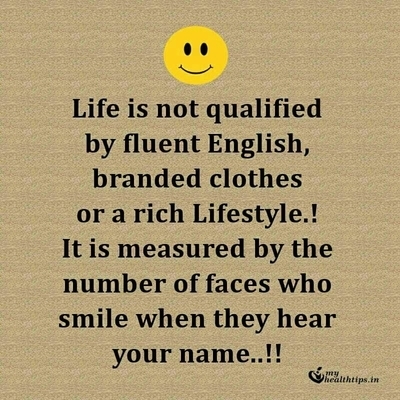 Life is not qualified
by fluent English,
branded clothes
or a rich Lifestyle.!
It is measured by the
number of faces who
smile when they hear
your name..!!
my
healthtips.in